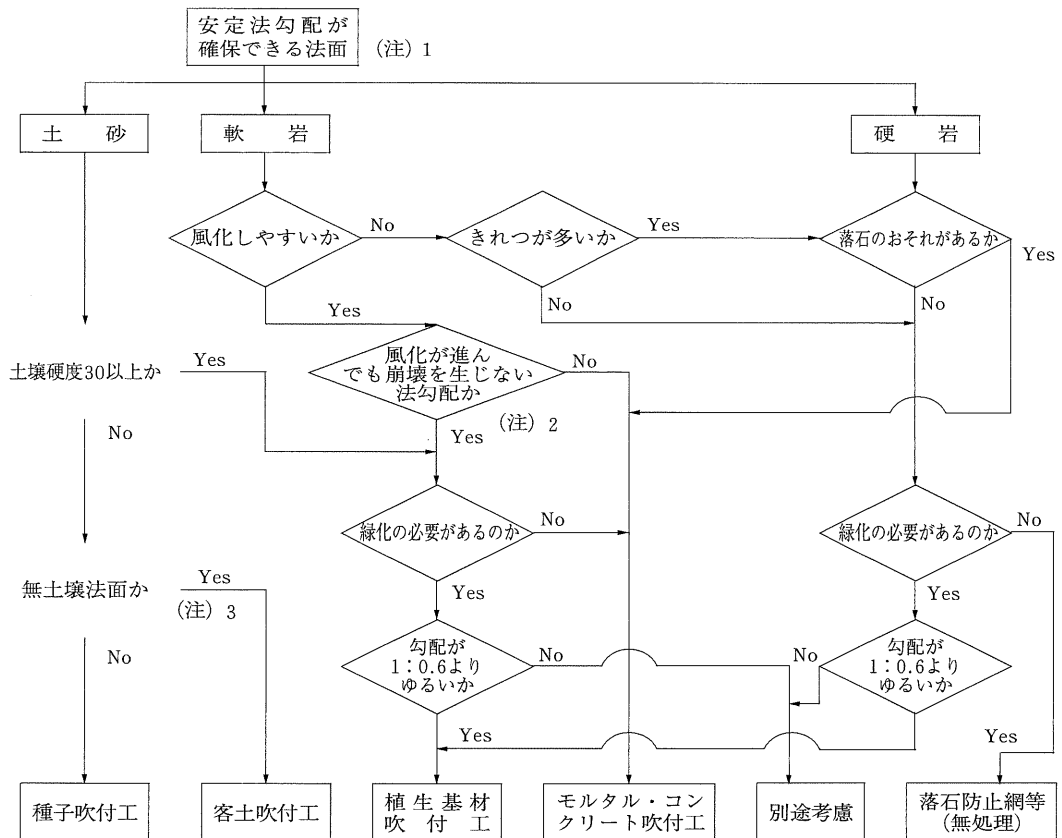 安定法勾配が
確保できる法面
(注) 1
土 砂
軟 岩
硬 岩
風化しやすいか
No
きれつが多いか
Yes
落石のおそれがあるか
Yes
Yes
No
No
風化が進ん
でも崩壊を生じない
法勾配か
No
(注) 2
Yes
土壌硬度30以上か
Yes
No
緑化の必要があるのか
No
Yes
緑化の必要があるのか
No
Yes
無土壌法面か
Yes
(注) 3
No
勾配が
1：0.6より
ゆるいか
No
Yes
勾配が
1：0.6より
ゆるいか
No
Yes
Yes
種子吹付工
客土吹付工
植生基材
吹付工
モルタル・コン
クリート吹付工
別途考慮
落石防止網等
(無処理)